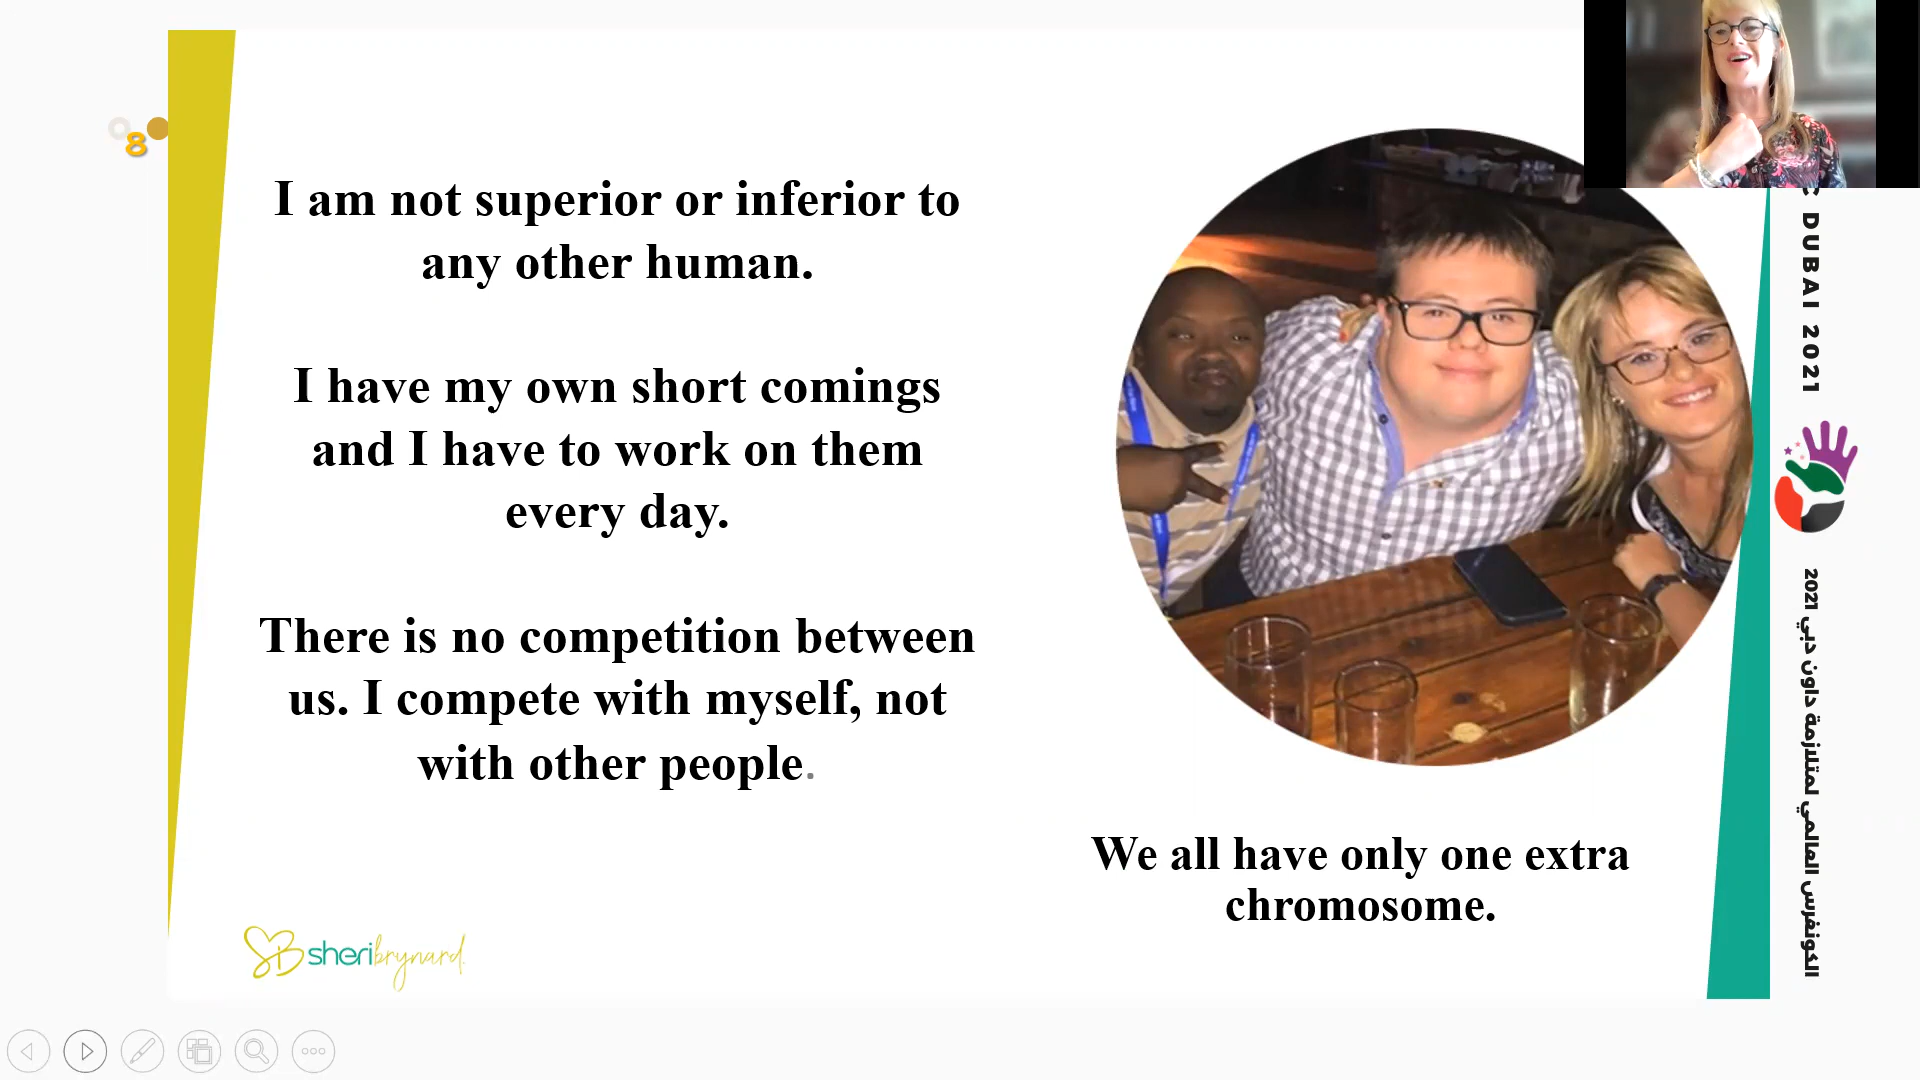 8
I am not superior or inferior to
any other human.
I have my own short comings
and I have to work on them
every day.
There is no competition between
us. I compete with myself, not
with other people.
We all have only one extra
chromosome.
SB sheribrynard.
DUBAI 2021
الكونفرس العالمي لمتلازمة داون دبي 2021